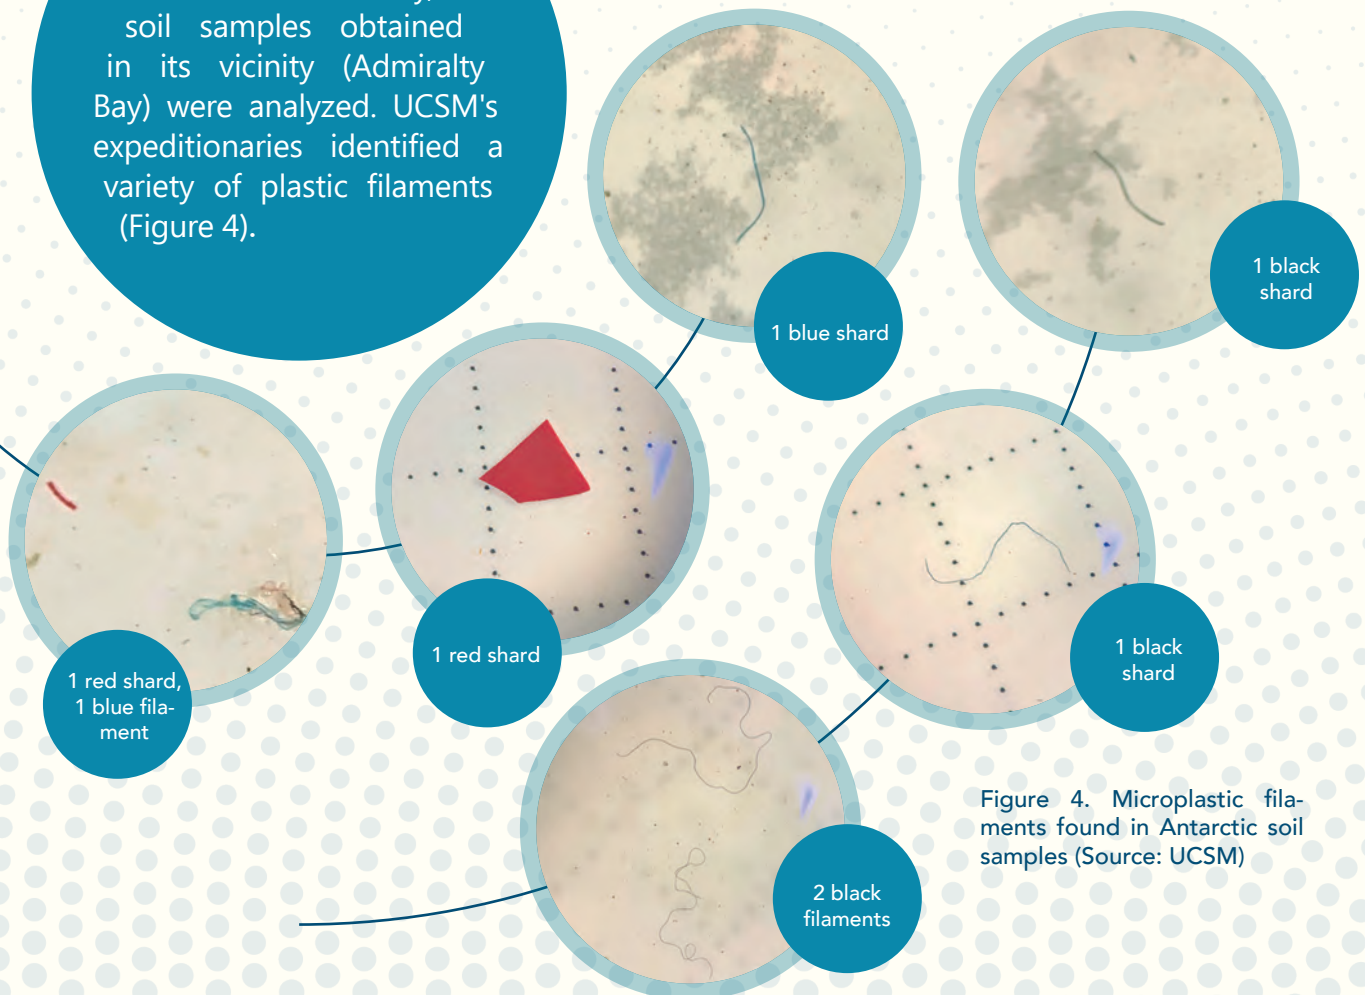 soil samples obtained
in its vicinity (Admiralty
Bay) were analyzed. UCSM's
expeditionaries identified a
variety of plastic filaments
(Figure 4).
1 blue shard
1 black
shard
1 red shard,
1 blue fila-
ment
1 red shard
1 black
shard
2 black
filaments
Figure 4. Microplastic fila-
ments found in Antarctic soil
samples (Source: UCSM)